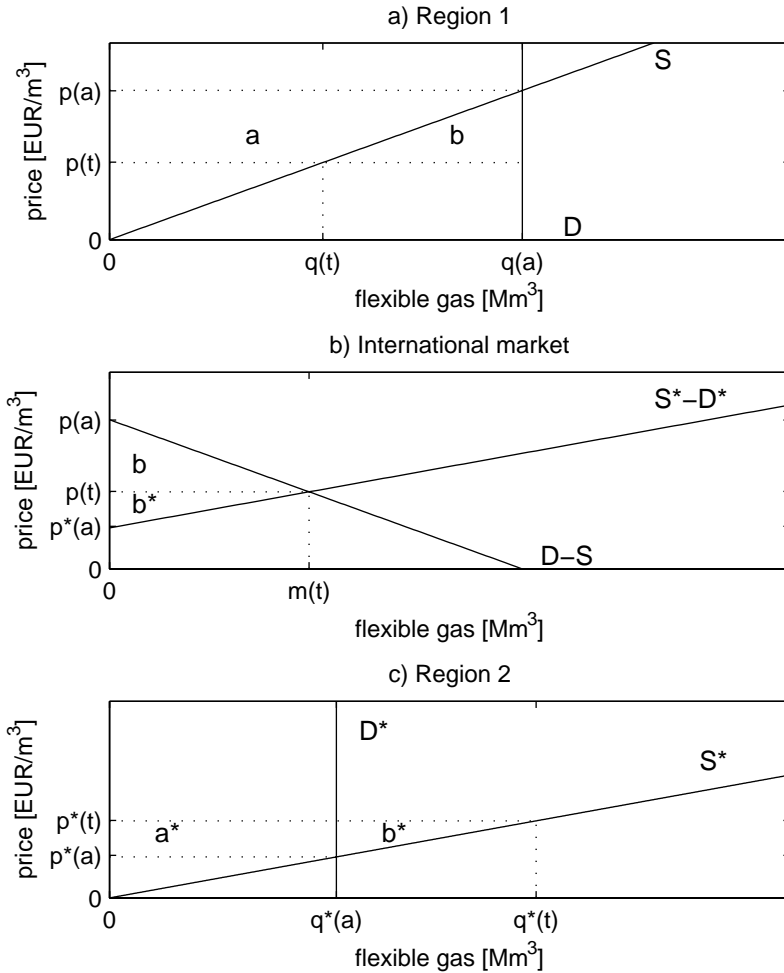 a) Region 1
price [EUR/m³]
p(a)
p(t)
0
a
b
S
D
0
q(t)
q(a)
flexible gas [Mm³]
b) International market
price [EUR/m³]
p(a)
p(t)
p*(a)
0
b
b*
S*−D*
D−S
0
m(t)
flexible gas [Mm³]
c) Region 2
price [EUR/m³]
p*(t)
p*(a)
0
a*
D*
b*
S*
0
q*(a)
q*(t)
flexible gas [Mm³]